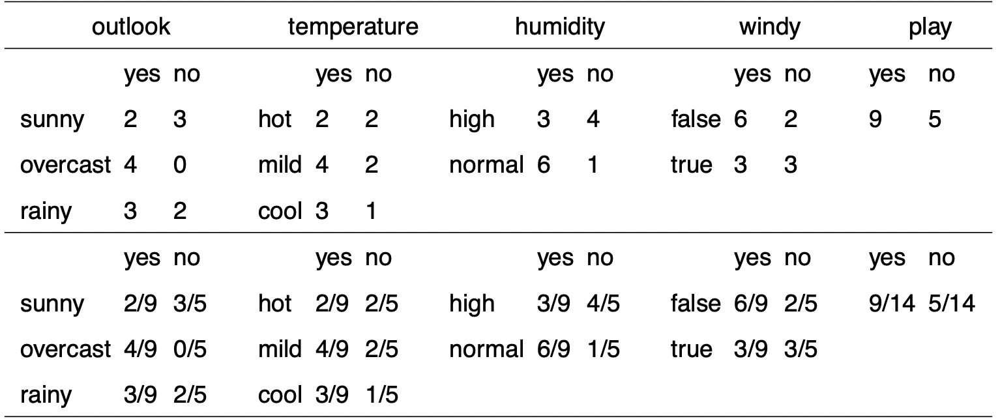 outlook temperature humidity windy play
yes no yes no yes no yes no yes no
sunny 2 3 hot 2 2 high 3 4 false 6 2 9 5
overcast 4 0 mild 4 2 normal 6 1 true 3 3
rainy 3 2 cool 3 1
yes no yes no yes no yes no yes no
sunny 2/9 3/5 hot 2/9 2/5 high 3/9 4/5 false 6/9 2/5 9/14 5/14
overcast 4/9 0/5 mild 4/9 2/5 normal 6/9 1/5 true 3/9 3/5
rainy 3/9 2/5 cool 3/9 1/5